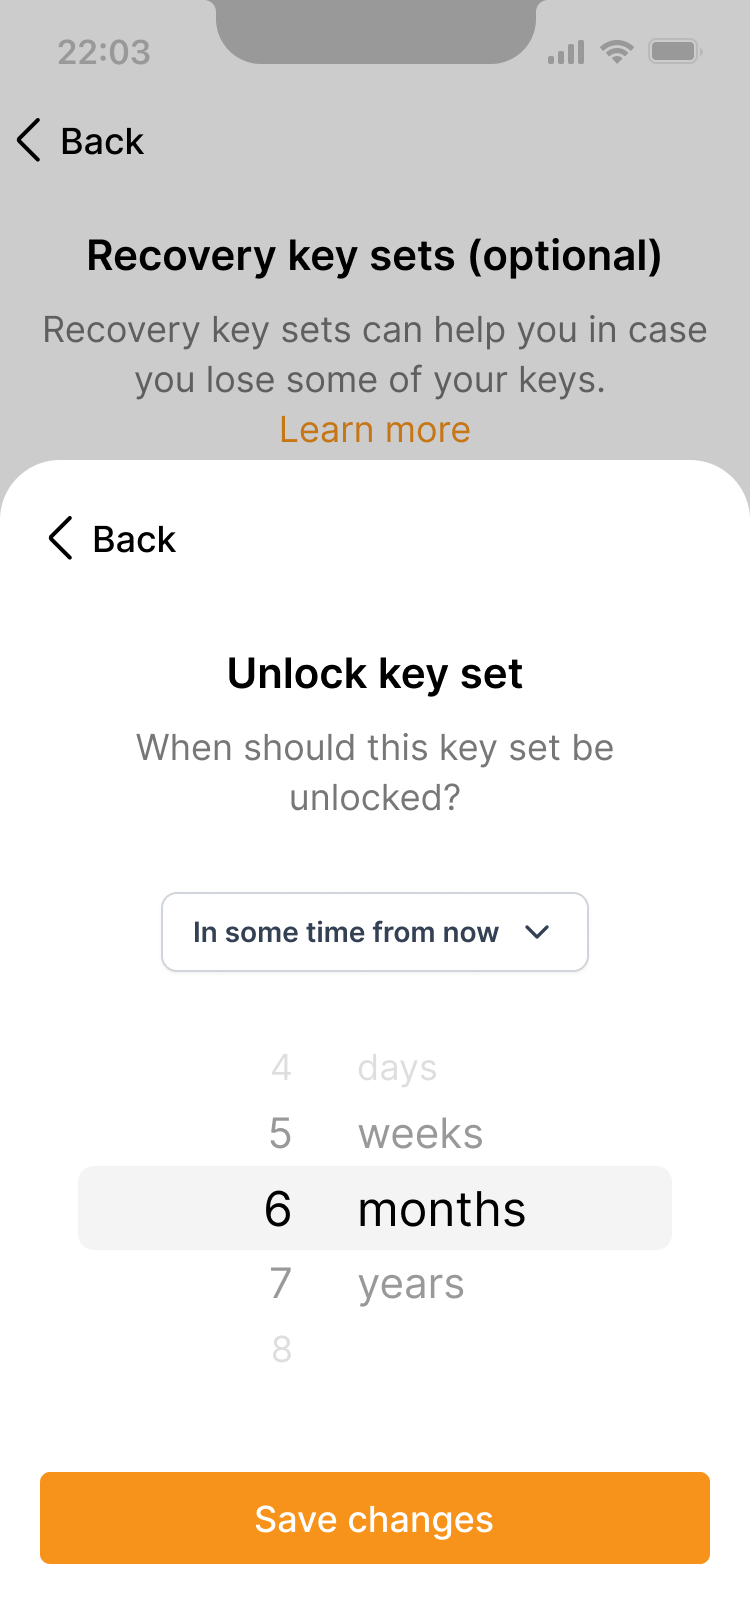 22:03
Back
Recovery key sets (optional)
Recovery key sets can help you in case
you lose some of your keys.
Learn more
Back
Unlock key set
When should this key set be
unlocked?
In some time from now
4 days
5 weeks
6 months
7 years
8
Save changes